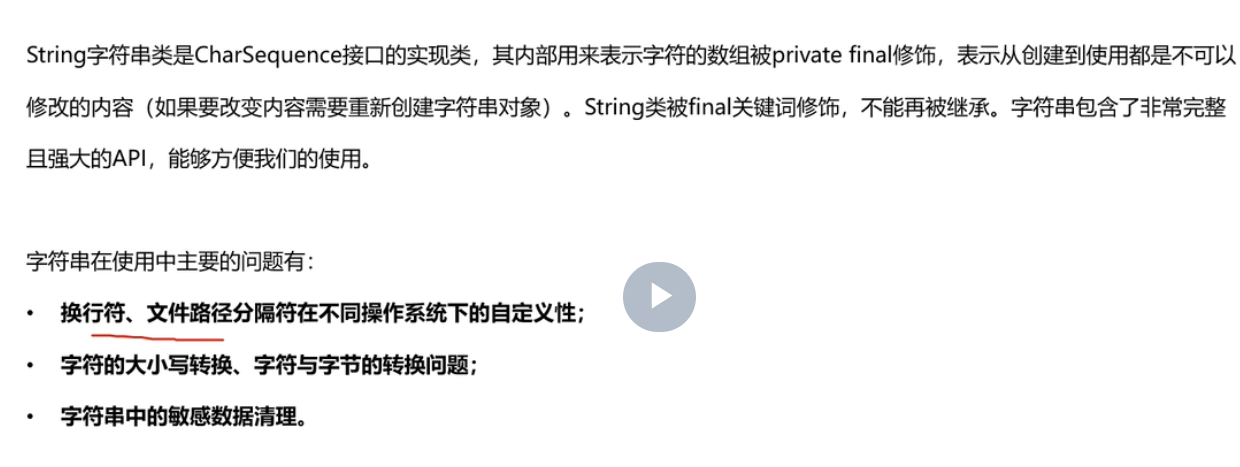 String字符串类是CharSequence接口的实现类，其内部用来表示字符的数组被private final修饰，表示从创建到使用都是不可以
修改的内容（如果要改变内容需要重新创建字符串对象）。String类被final关键词修饰，不能再被继承。字符串包含了非常完整
且强大的API，能够方便我们的使用。
字符串在使用中主要的问题有：
• 换行符、文件路径分隔符在不同操作系统下的自定义性；
• 字符的大小写转换、字符与字节的转换问题；
• 字符串中的敏感数据清理。